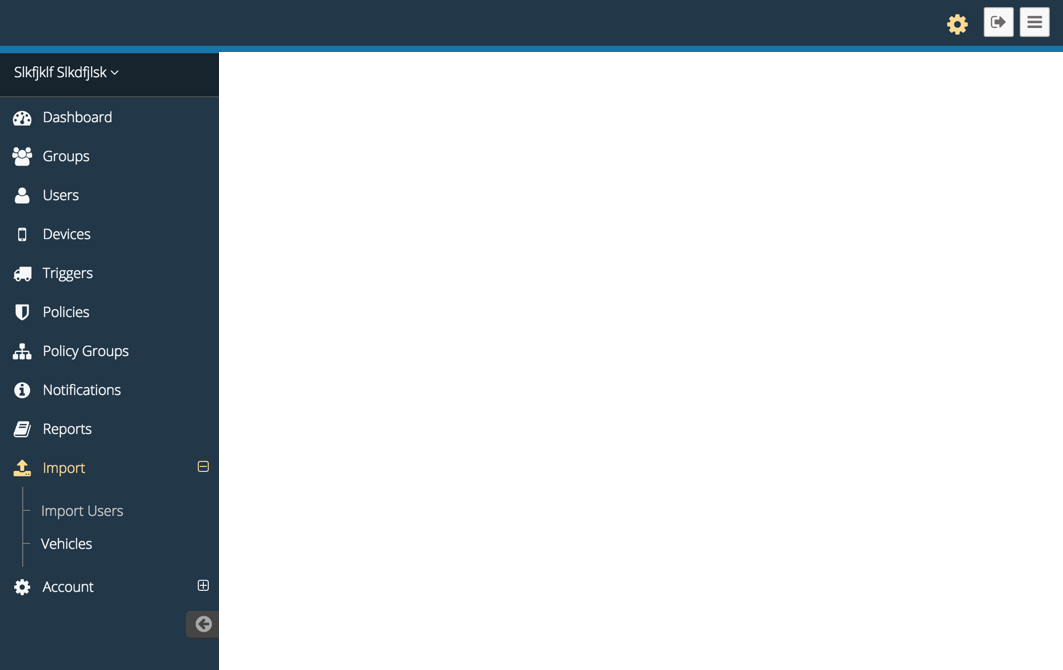 Slkfjklf Slkdfjlsk
Dashboard
Groups
Users
Devices
Triggers
Policies
Policy Groups
Notifications
Reports
Import
Import Users
Vehicles
Account